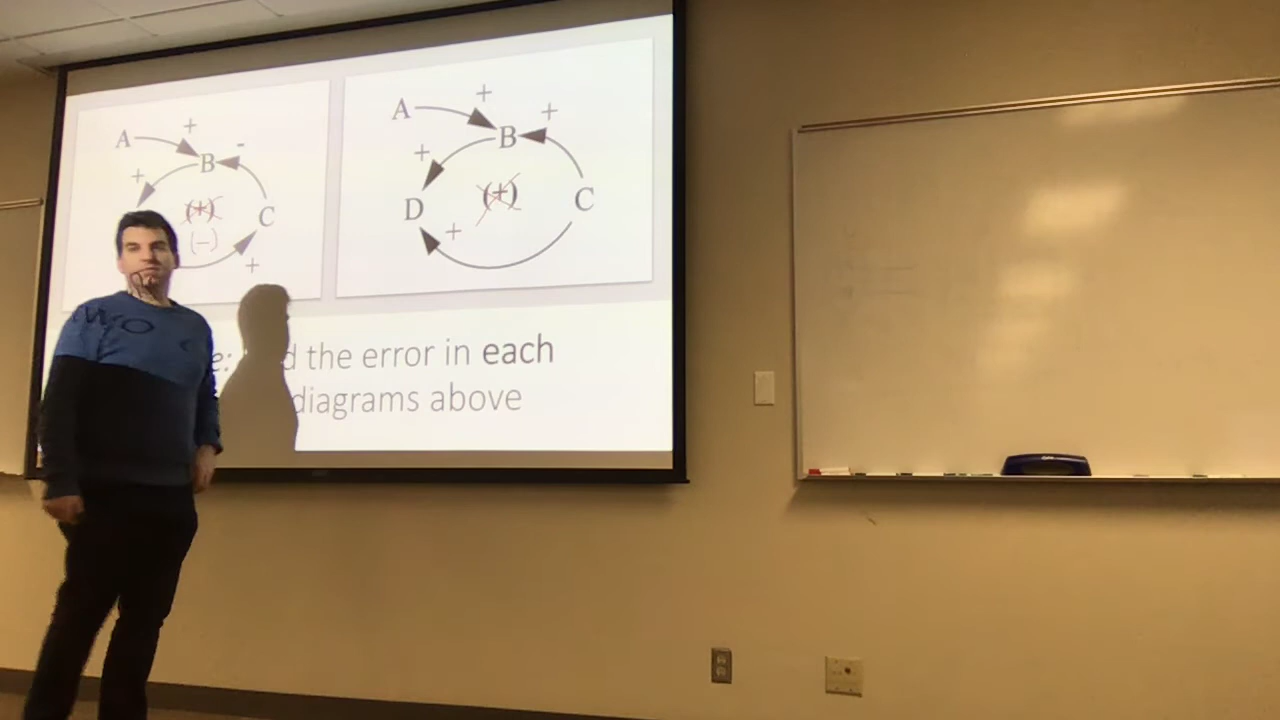 A + B -
+
(+)
(-)
C
+
A + B +
+
(+)
D C
+
the error in each
diagrams above